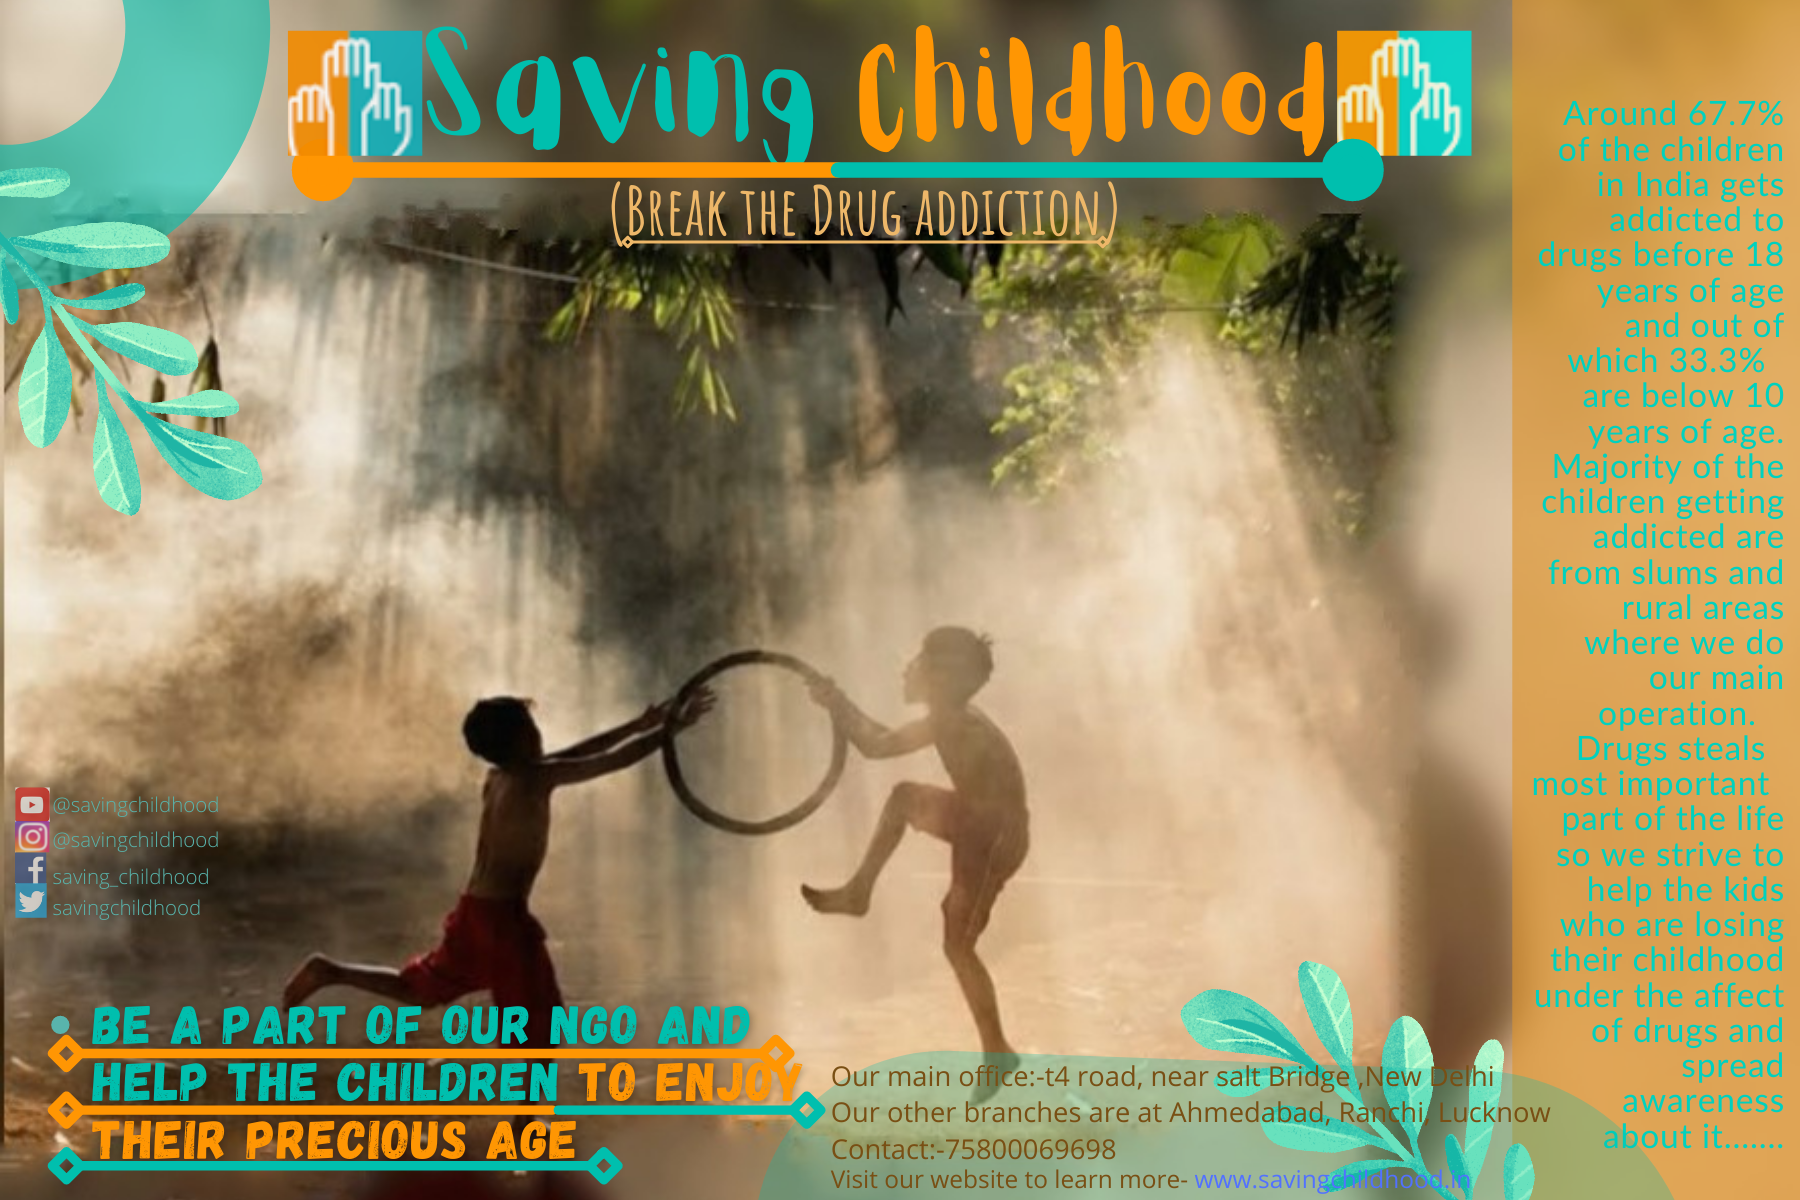 Saving Childhood
(Break the Drug addiction)
Around 67.7%
of the children
in India gets
addicted to
drugs before 18
years of age
and out of
which 33.3%
are below 10
years of age.
Majority of the
children getting
addicted are
from slums and
rural areas
where we do
our main
operation.
Drugs steals
most important
part of the life
so we strive to
help the kids
who are losing
their childhood
under the affect
of drugs and
spread
awareness
about it.......
@savingchildhood
@savingchildhood
saving_childhood
savingchildhood
BE A PART OF OUR NGO AND
HELP THE CHILDREN TO ENJOY
THEIR PRECIOUS AGE
Our main office:-t4 road, near salt Bridge ,New Delhi
Our other branches are at Ahmedabad, Ranchi, Lucknow
Contact:-75800069698
Visit our website to learn more- www.savingchildhood.in